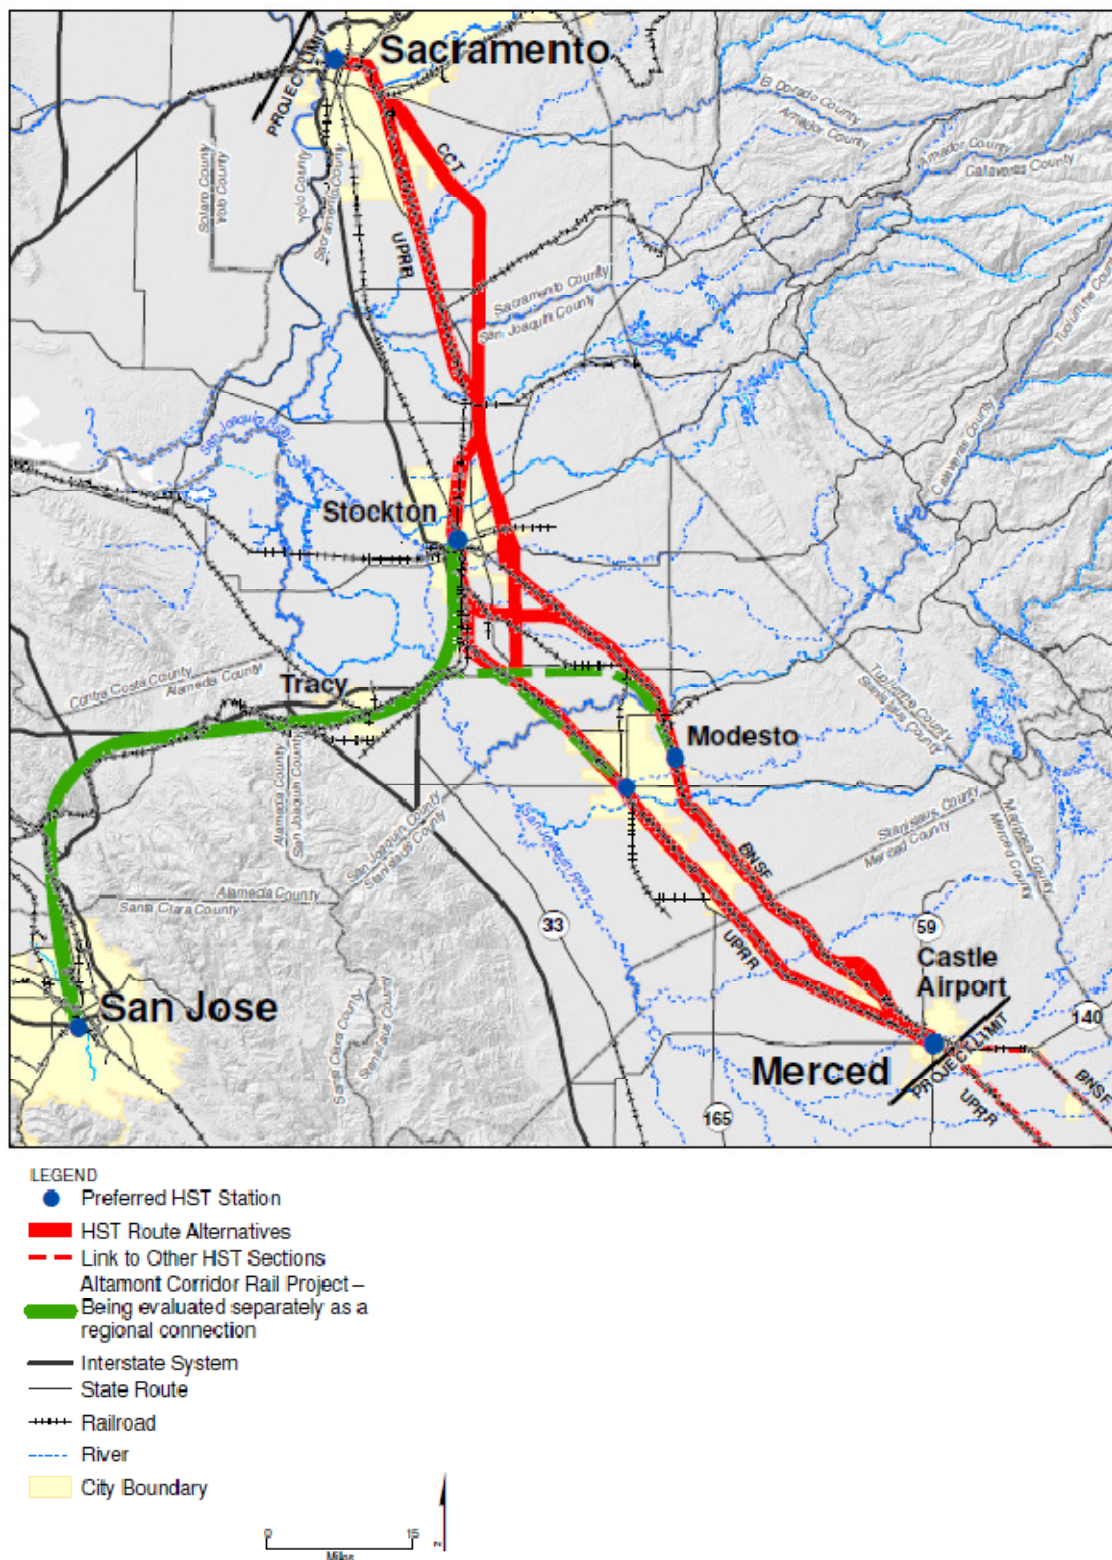 Sacramento
PROJECT LIMIT
El Dorado County
Amador County
Amador County
Calaveras County
CCT
Solano County
Yolo County
Yolo County
Sacramento County
UPRR
Sacramento County
San Joaquin County
Tuolumne County
Calaveras County
San Joaquin River
Stockton
Contra Costa County
Alameda County
Tracy
Tuolumne County
Stanislaus County
Modesto
Alameda County
San Joaquin County
San Joaquin County
Stanislaus County
San Joaquin River
Stanislaus County
Merced County
Mariposa County
Merced County
BNSF
Alameda County
Santa Clara County
33
UPRR
59
Castle
Airport
San Jose
Santa Clara County
Stanislaus County
140
Merced
PROJECT LIMIT
BNSF
UPRR
165
LEGEND
Preferred HST Station
HST Route Alternatives
Link to Other HST Sections
Altamont Corridor Rail Project –
Being evaluated separately as a
regional connection
Interstate System
State Route
Railroad
River
City Boundary
0 15
Miles
N